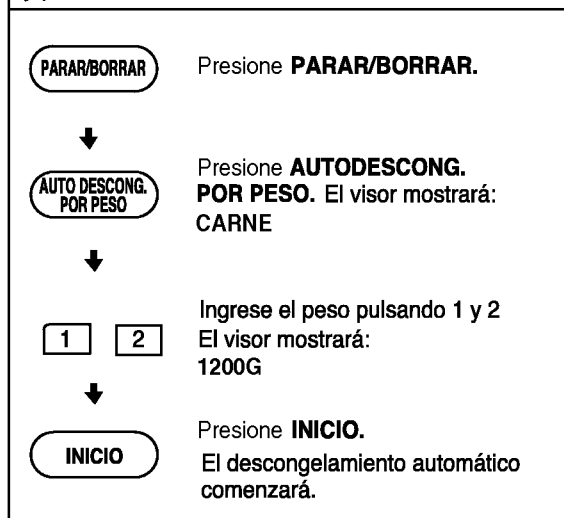 PARAR/BORRAR
Presione PARAR/BORRAR.
AUTO DESCONG.
POR PESO
Presione AUTODESCONG.
POR PESO. El visor mostrará:
CARNE
1 2
Ingrese el peso pulsando 1 y 2
El visor mostrará:
1200G
INICIO
Presione INICIO.
El descongelamiento automático
comenzará.